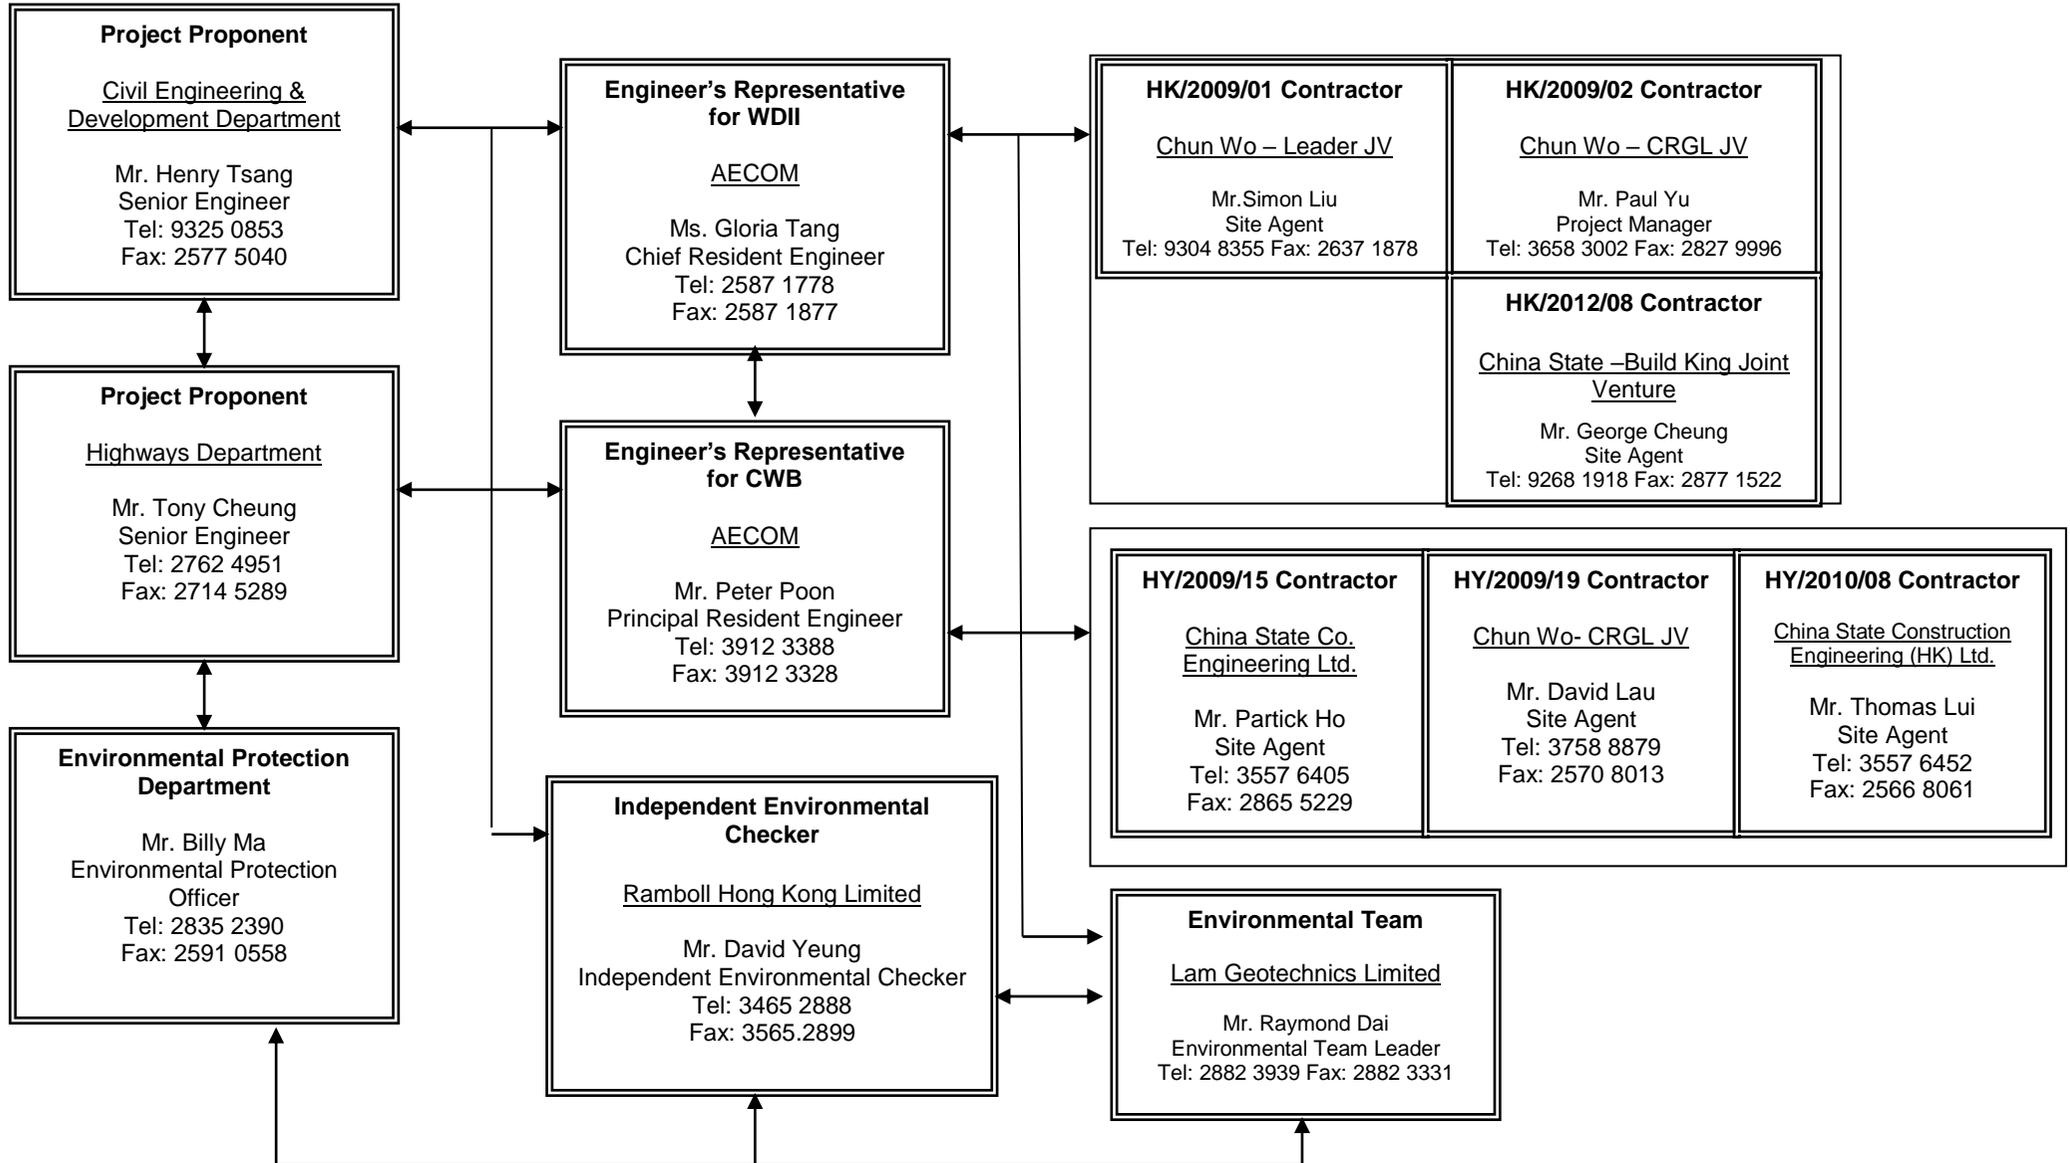 Project Proponent
Civil Engineering &
Development Department
Mr. Henry Tsang
Senior Engineer
Tel: 9325 0853
Fax: 2577 5040
Project Proponent
Highways Department
Mr. Tony Cheung
Senior Engineer
Tel: 2762 4951
Fax: 2714 5289
Environmental Protection
Department
Mr. Billy Ma
Environmental Protection
Officer
Tel: 2835 2390
Fax: 2591 0558
Engineer’s Representative
for WDII
AECOM
Ms. Gloria Tang
Chief Resident Engineer
Tel: 2587 1778
Fax: 2587 1877
Engineer’s Representative
for CWB
AECOM
Mr. Peter Poon
Principal Resident Engineer
Tel: 3912 3388
Fax: 3912 3328
Independent Environmental
Checker
Ramboll Hong Kong Limited
Mr. David Yeung
Independent Environmental Checker
Tel: 3465 2888
Fax: 3565.2899
HK/2009/01 Contractor
Chun Wo – Leader JV
Mr.Simon Liu
Site Agent
Tel: 9304 8355 Fax: 2637 1878
HK/2009/02 Contractor
Chun Wo – CRGL JV
Mr. Paul Yu
Project Manager
Tel: 3658 3002 Fax: 2827 9996
HK/2012/08 Contractor
China State –Build King Joint
Venture
Mr. George Cheung
Site Agent
Tel: 9268 1918 Fax: 2877 1522
HY/2009/15 Contractor
China State Co.
Engineering Ltd.
Mr. Partick Ho
Site Agent
Tel: 3557 6405
Fax: 2865 5229
HY/2009/19 Contractor
Chun Wo- CRGL JV
Mr. David Lau
Site Agent
Tel: 3758 8879
Fax: 2570 8013
HY/2010/08 Contractor
China State Construction
Engineering (HK) Ltd.
Mr. Thomas Lui
Site Agent
Tel: 3557 6452
Fax: 2566 8061
Environmental Team
Lam Geotechnics Limited
Mr. Raymond Dai
Environmental Team Leader
Tel: 2882 3939 Fax: 2882 3331